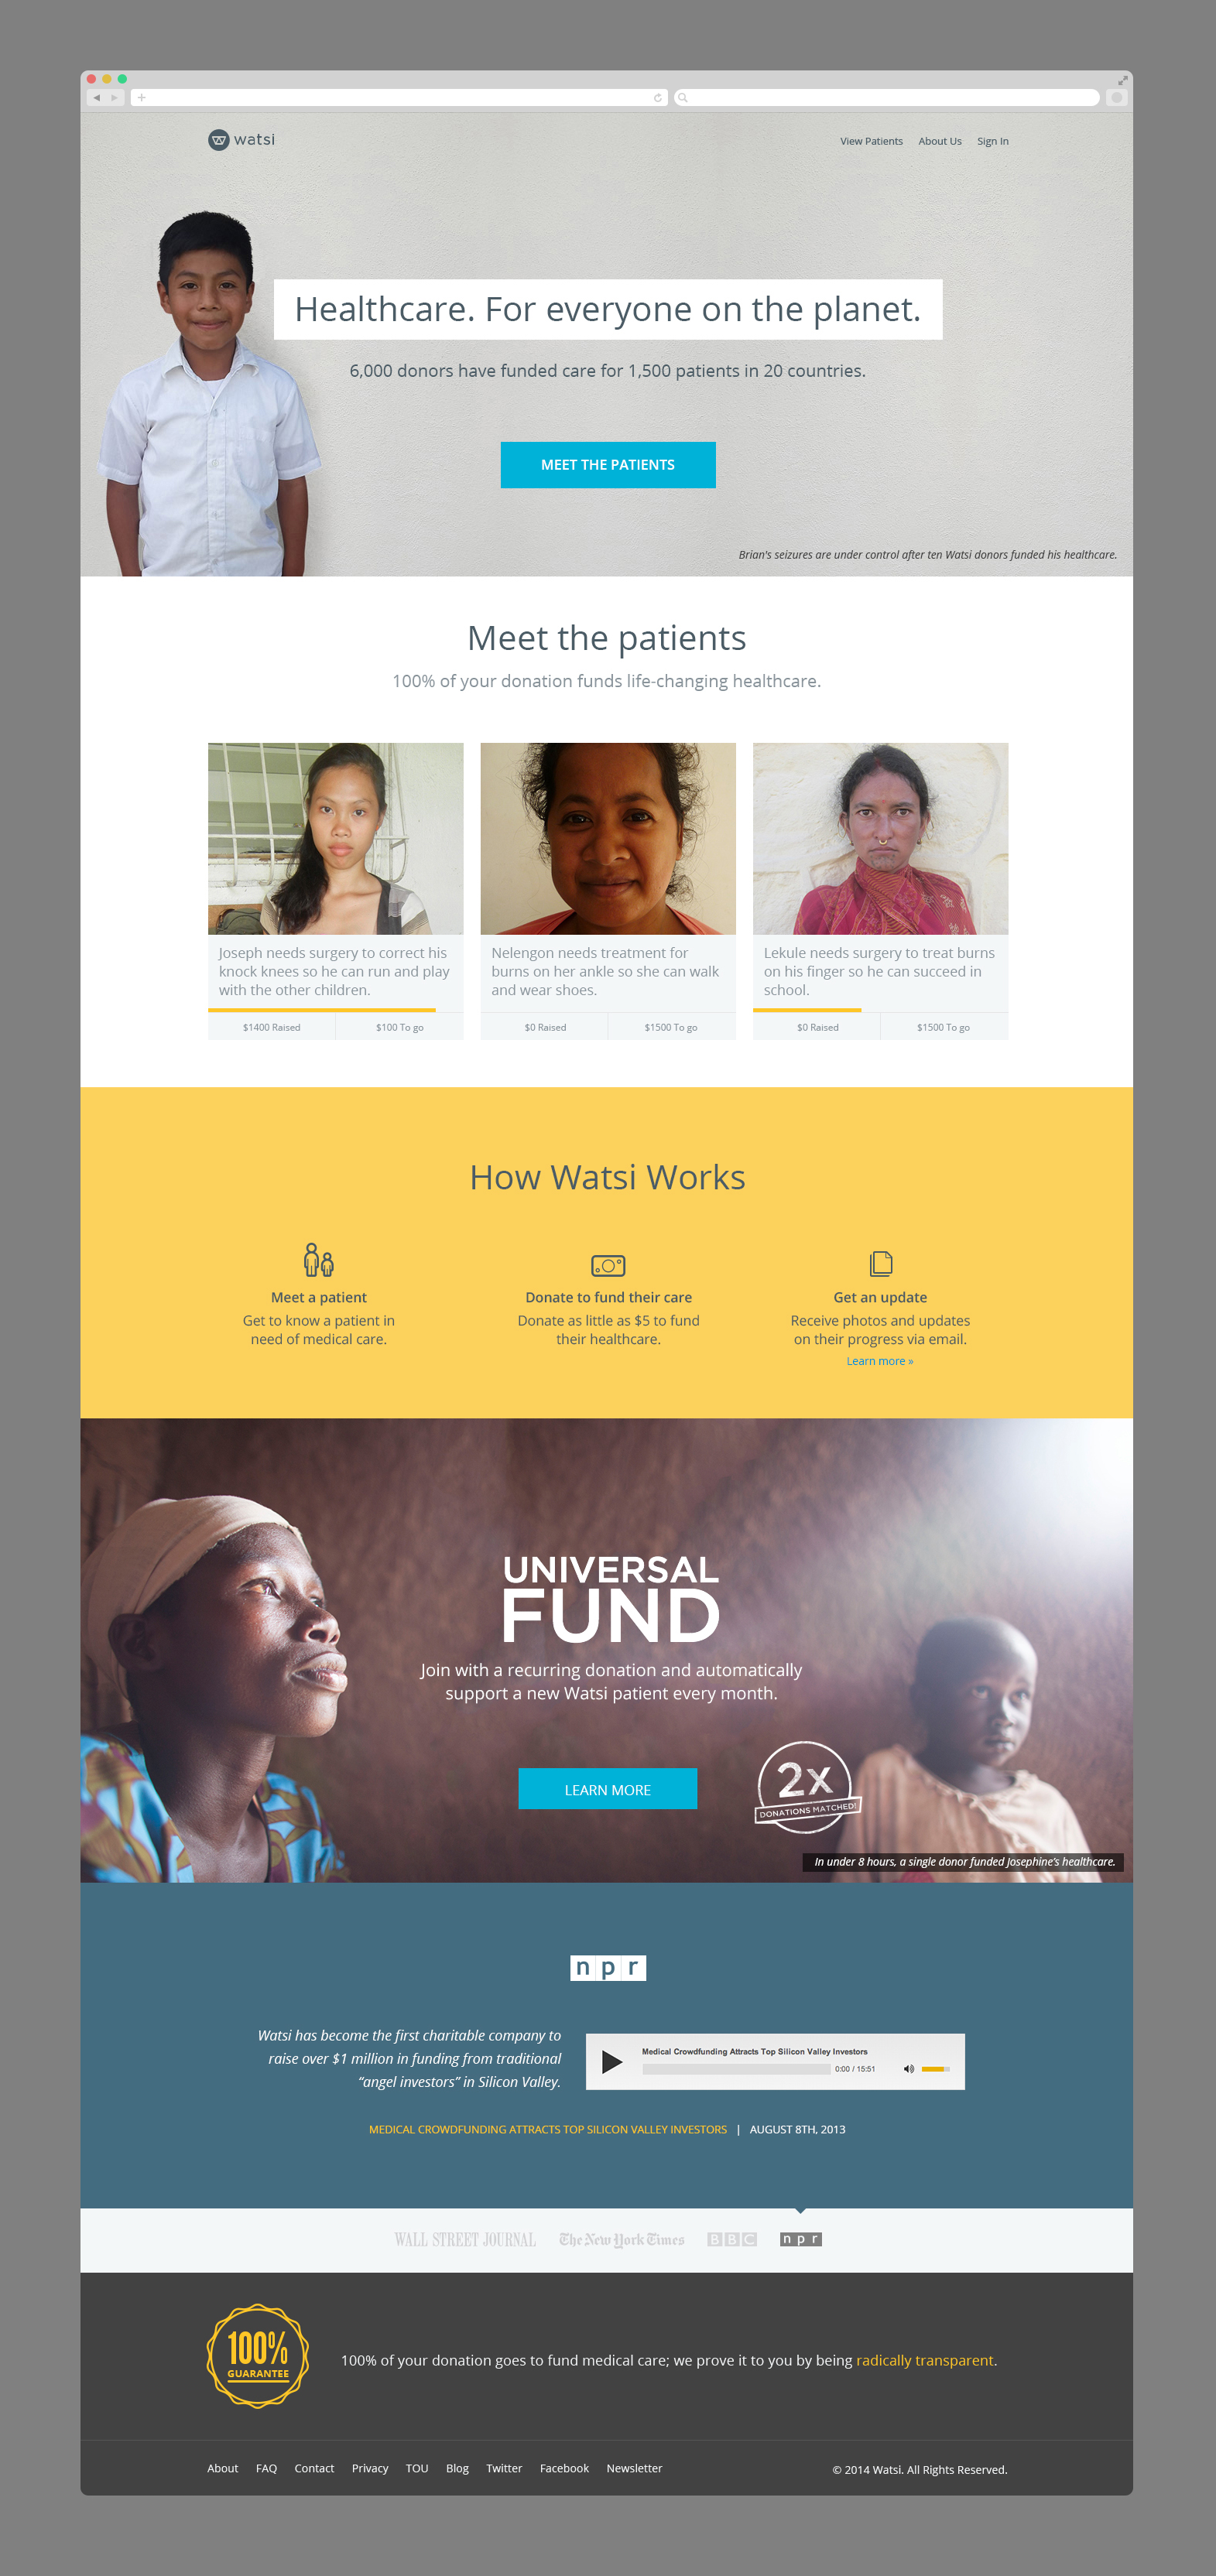 watsi
View Patients About Us Sign In
Healthcare. For everyone on the planet.
6,000 donors have funded care for 1,500 patients in 20 countries.
MEET THE PATIENTS
Brian's seizures are under control after ten Watsi donors funded his healthcare.
Meet the patients
100% of your donation funds life-changing healthcare.
Joseph needs surgery to correct his
knock knees so he can run and play
with the other children.
$1400 Raised $100 To go
Nelengon needs treatment for
burns on her ankle so she can walk
and wear shoes.
$0 Raised $1500 To go
Lekule needs surgery to treat burns
on his finger so he can succeed in
school.
$0 Raised $1500 To go
How Watsi Works
Meet a patient
Get to know a patient in
need of medical care.
Donate to fund their care
Donate as little as $5 to fund
their healthcare.
Get an update
Receive photos and updates
on their progress via email.
Learn more »
UNIVERSAL
FUND
Join with a recurring donation and automatically
support a new Watsi patient every month.
LEARN MORE
2x
DONATIONS MATCHED!
In under 8 hours, a single donor funded Josephine's healthcare.
npr
Watsi has become the first charitable company to
raise over $1 million in funding from traditional
“angel investors” in Silicon Valley.
Medical Crowdfunding Attracts Top Silicon Valley Investors
0:00 / 15:51
MEDICAL CROWDFUNDING ATTRACTS TOP SILICON VALLEY INVESTORS | AUGUST 8TH, 2013
WALL STREET JOURNAL The New York Times BBC npr
100%
GUARANTEE
100% of your donation goes to fund medical care; we prove it to you by being radically transparent.
About FAQ Contact Privacy TOU Blog Twitter Facebook Newsletter
© 2014 Watsi. All Rights Reserved.